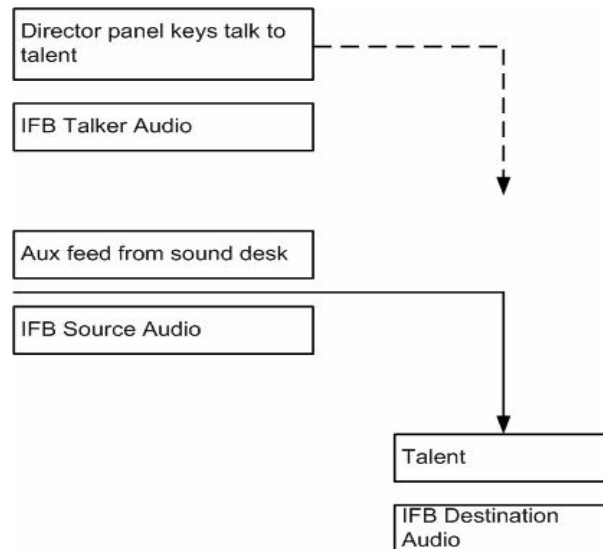 Director panel keys talk to
talent
IFB Talker Audio
Aux feed from sound desk
IFB Source Audio
Talent
IFB Destination
Audio